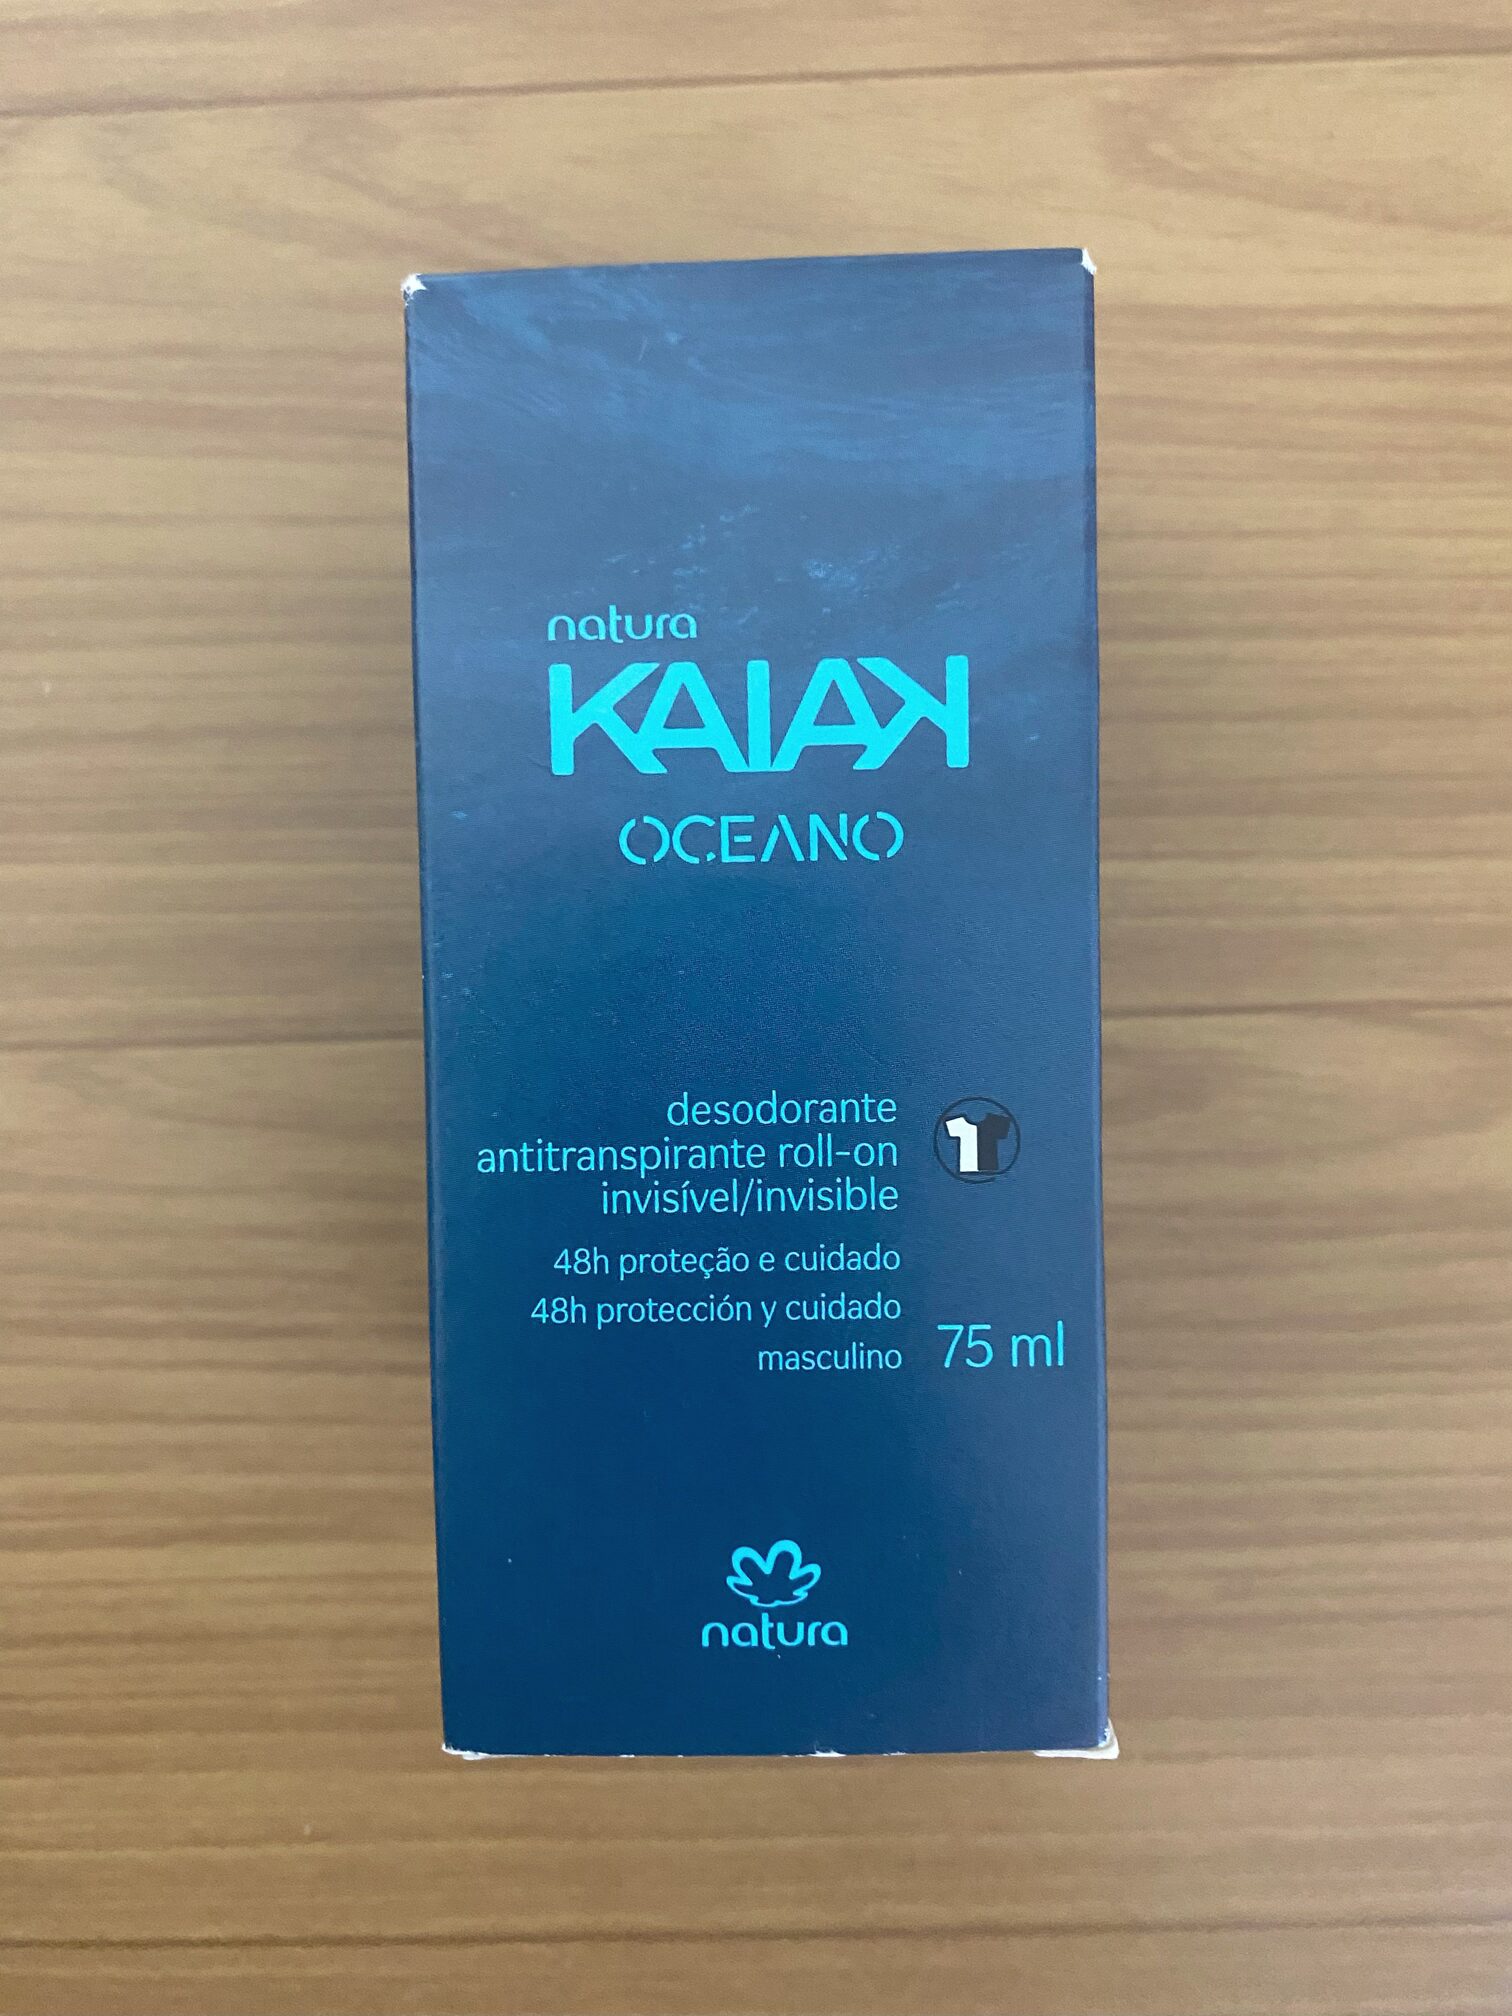 natura
KAIAK
OCEANO
desodorante
antitranspirante roll-on
invisível/invisible
48h proteção e cuidado
48h protección y cuidado
masculino
75 ml
natura